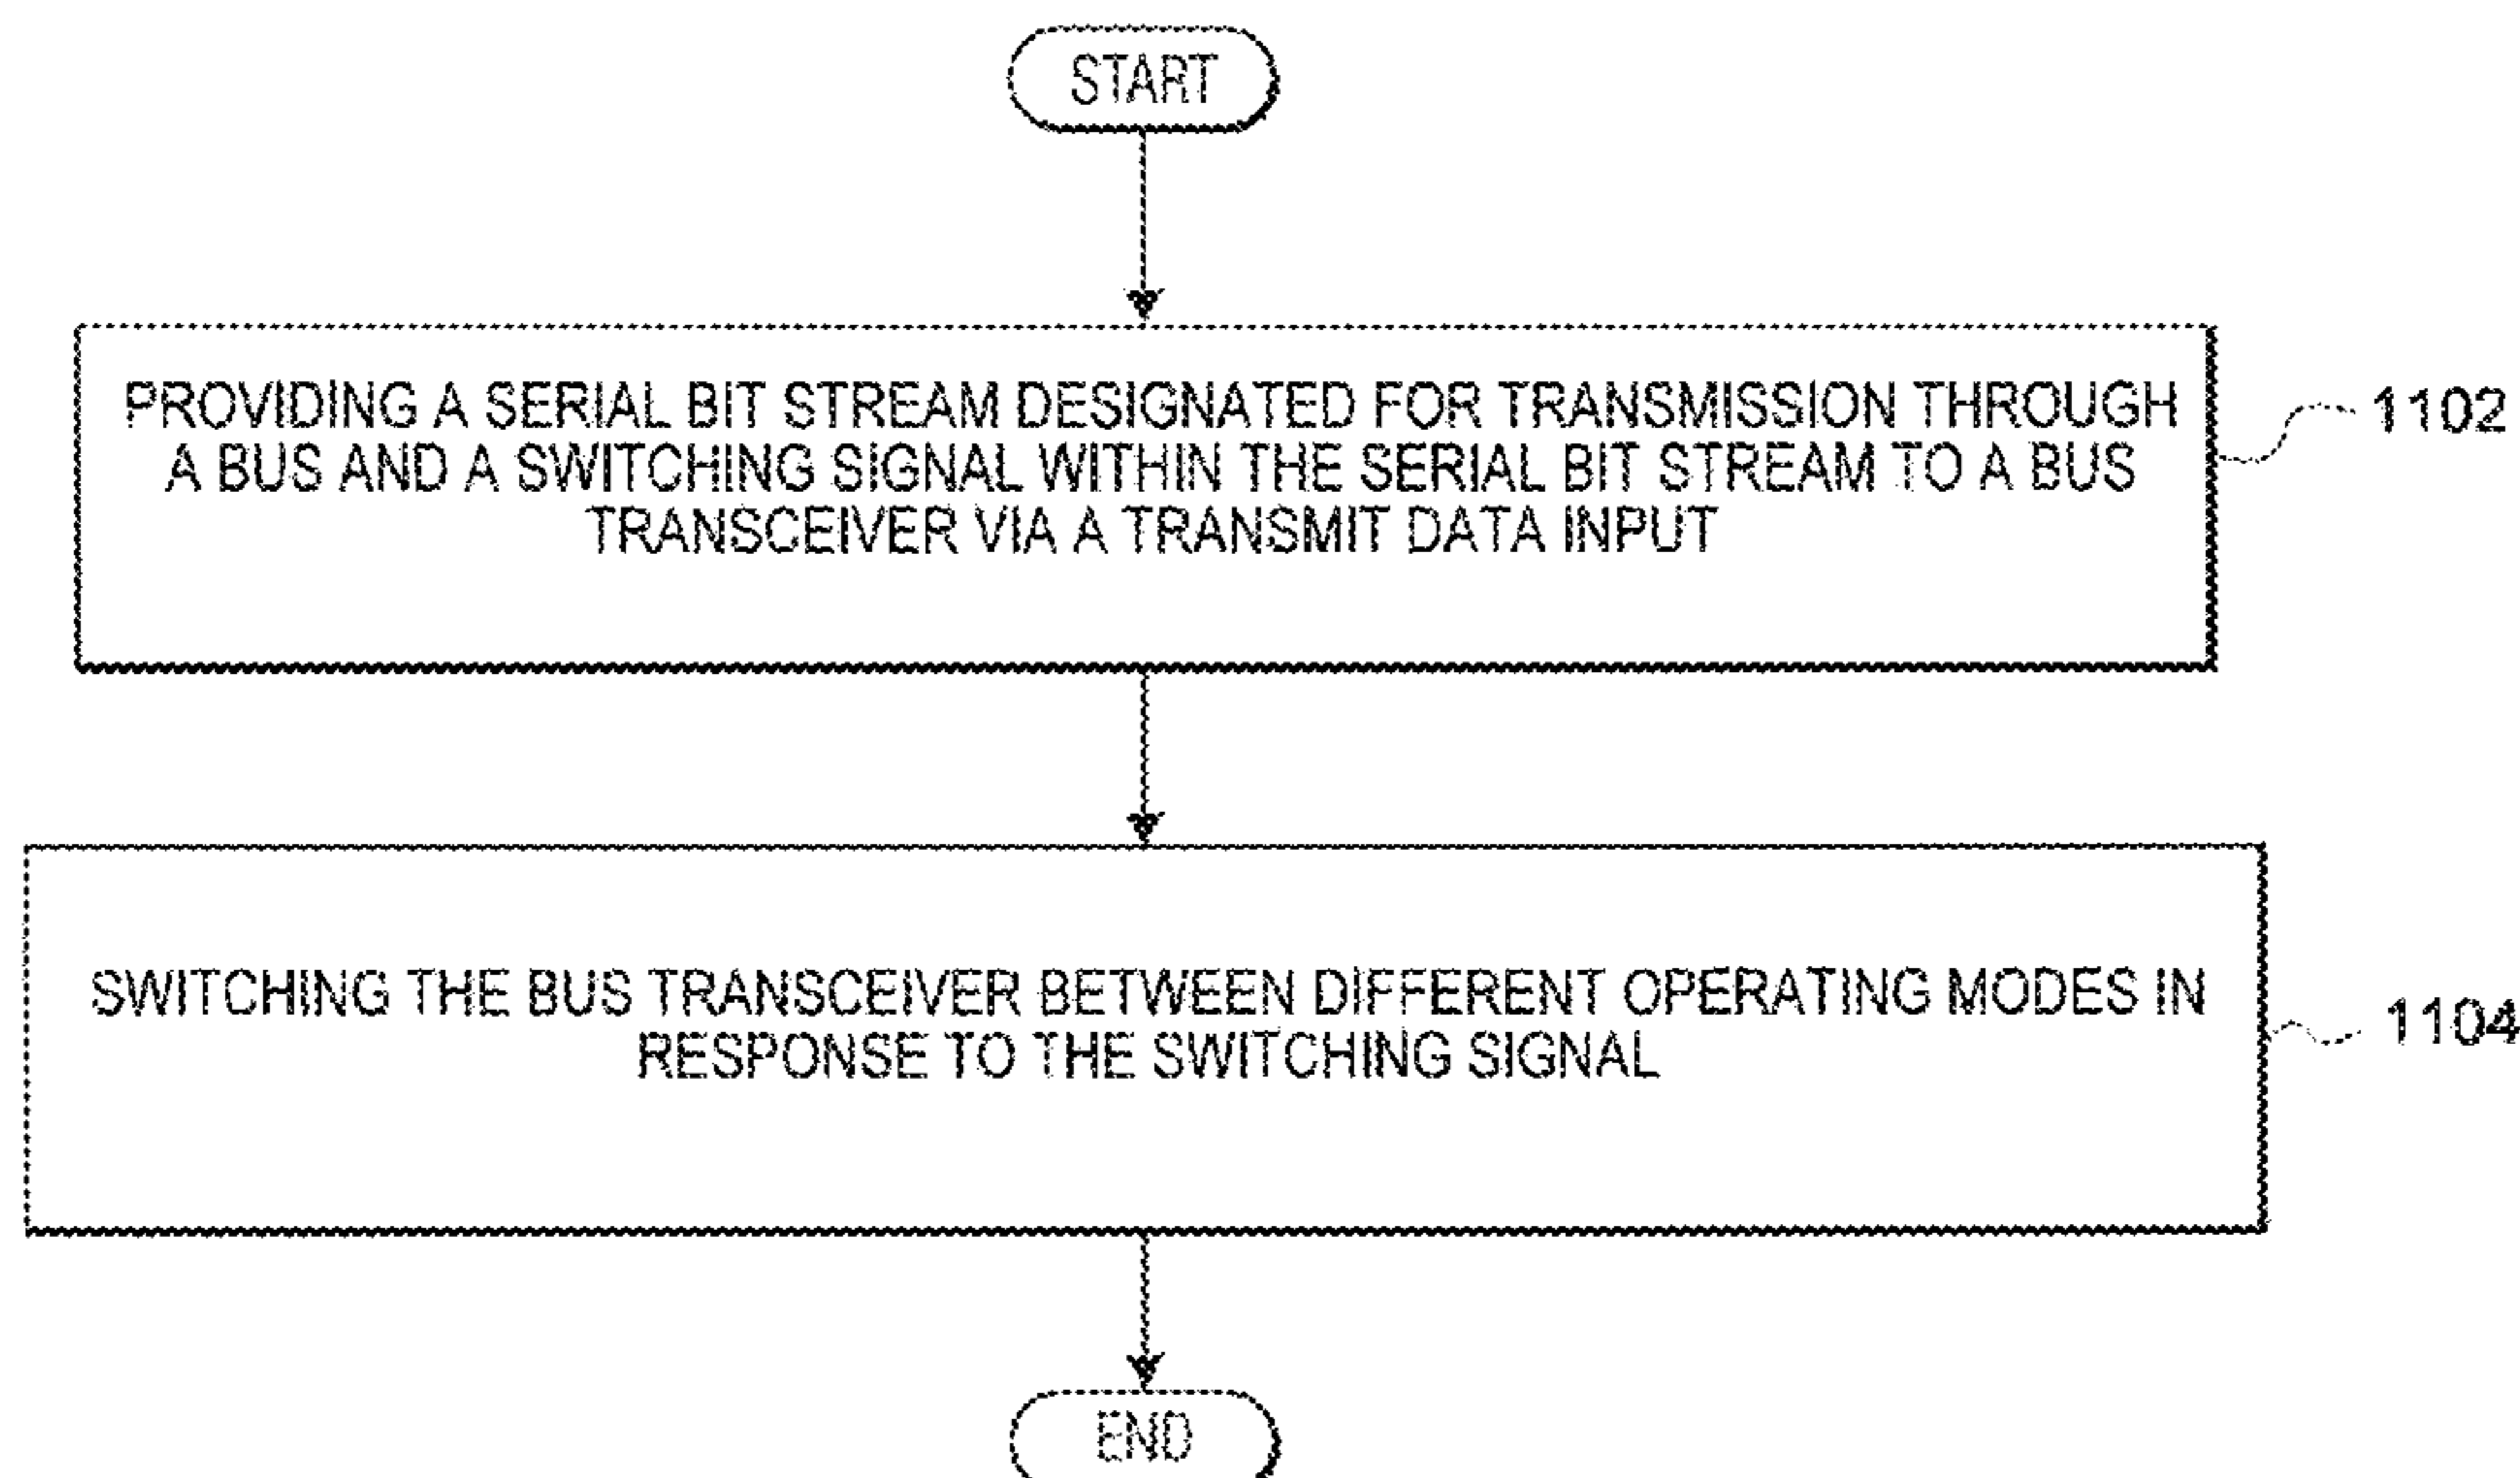 START
PROVIDING A SERIAL BIT STREAM DESIGNATED FOR TRANSMISSION THROUGH
A BUS AND A SWITCHING SIGNAL WITHIN THE SERIAL BIT STREAM TO A BUS
TRANSCEIVER VIA A TRANSMIT DATA INPUT
1102
SWITCHING THE BUS TRANSCEIVER BETWEEN DIFFERENT OPERATING MODES IN
RESPONSE TO THE SWITCHING SIGNAL
1104
END